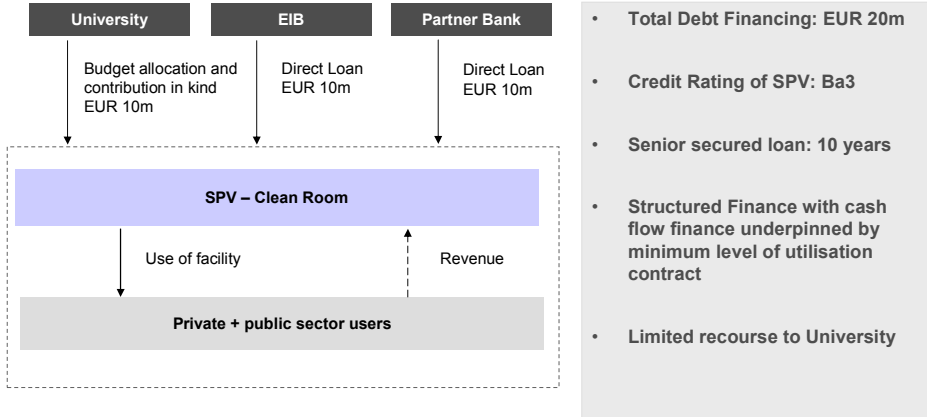 University
EIB
Partner Bank
Budget allocation and
contribution in kind
EUR 10m
Direct Loan
EUR 10m
Direct Loan
EUR 10m
SPV – Clean Room
Use of facility
Revenue
Private + public sector users
• Total Debt Financing: EUR 20m
• Credit Rating of SPV: Ba3
• Senior secured loan: 10 years
• Structured Finance with cash
flow finance underpinned by
minimum level of utilisation
contract
• Limited recourse to University